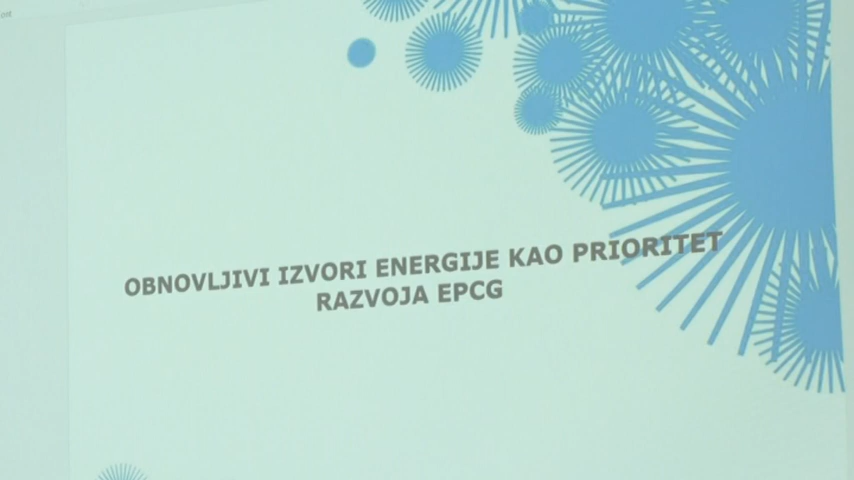 OBNOVLJIVI IZVORI ENERGIJE KAO PRIORITET
RAZVOJA EPCG